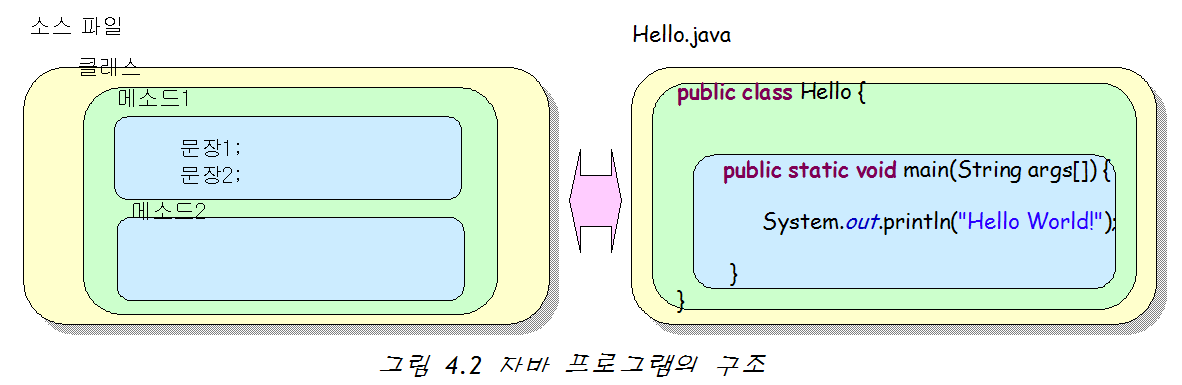 소스 파일
클래스
메소드1
문장1;
문장2;
메소드2
Hello.java
public class Hello {
public static void main(String args[]) {
System.out.println("Hello World!");
}
}
그림 4.2 자바 프로그램의 구조